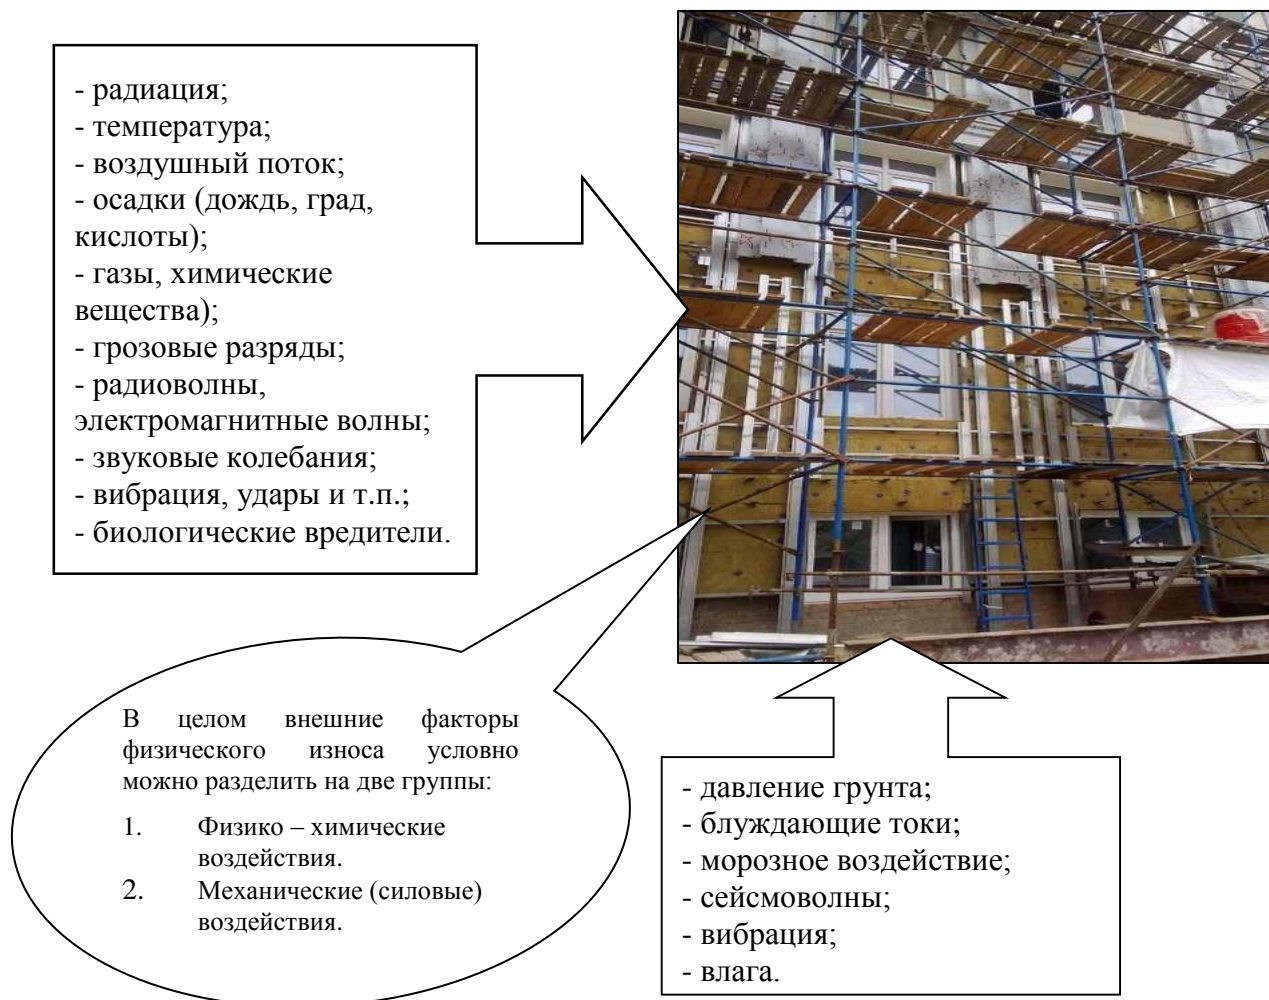 - радиация;
- температура;
- воздушный поток;
- осадки (дождь, град,
кислоты);
- газы, химические
вещества);
- грозовые разряды;
- радиоволны,
электромагнитные волны;
- звуковые колебания;
- вибрация, удары и т.п.;
- биологические вредители.
В целом внешние факторы
физического износа условно
можно разделить на две группы:
1. Физико – химические
воздействия.
2. Механические (силовые)
воздействия.
- давление грунта;
- блуждающие токи;
- морозное воздействие;
- сейсмоволны;
- вибрация;
- влага.